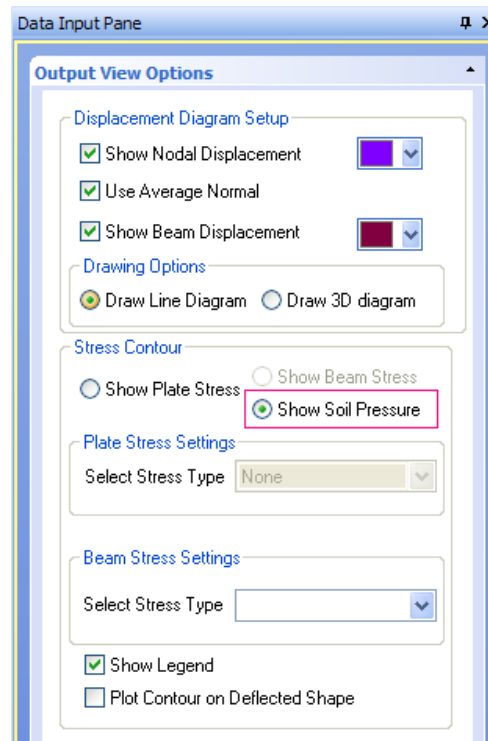 Data Input Pane
Output View Options
Displacement Diagram Setup
Show Nodal Displacement
Use Average Normal
Show Beam Displacement
Drawing Options
Draw Line Diagram Draw 3D diagram
Stress Contour
Show Beam Stress
Show Plate Stress
Show Soil Pressure
Plate Stress Settings
Select Stress Type None
Beam Stress Settings
Select Stress Type
Show Legend
Plot Contour on Deflected Shape